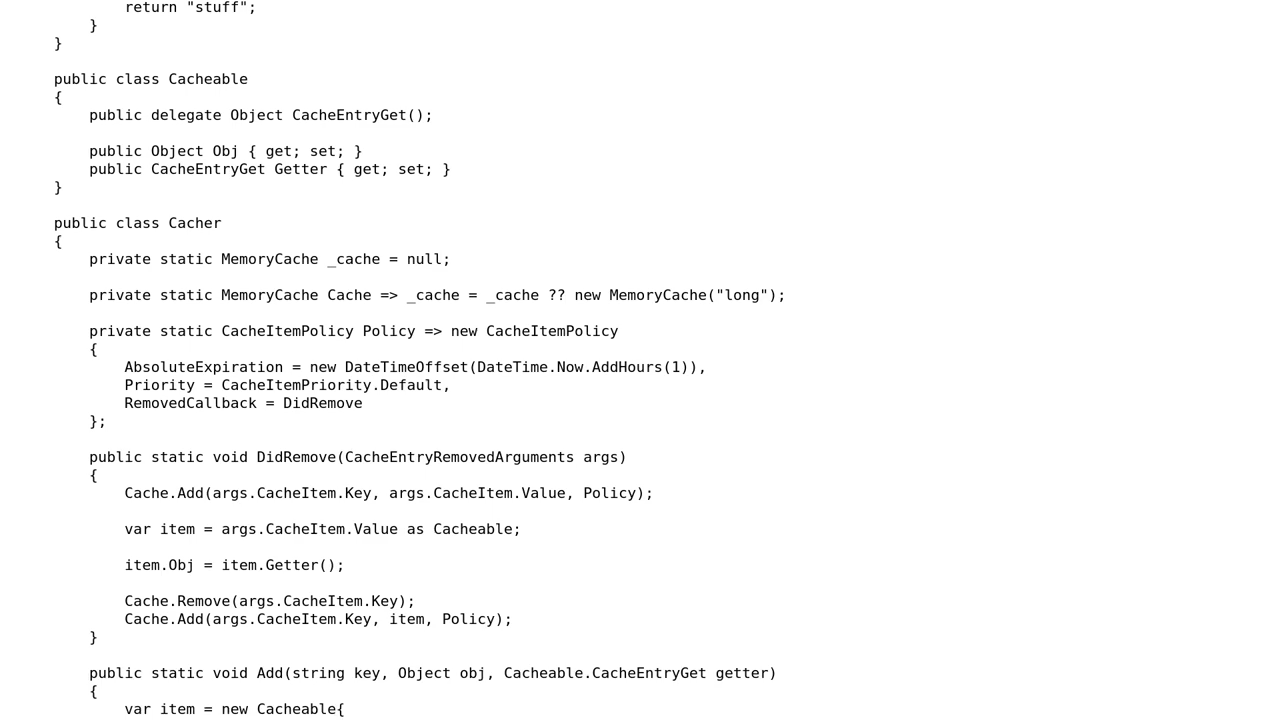 return "stuff";
    }
}

public class Cacheable
{
    public delegate Object CacheEntryGet();

    public Object Obj { get; set; }
    public CacheEntryGet Getter { get; set; }
}

public class Cacher
{
    private static MemoryCache _cache = null;

    private static MemoryCache Cache => _cache = _cache ?? new MemoryCache("long");

    private static CacheItemPolicy Policy => new CacheItemPolicy
    {
        AbsoluteExpiration = new DateTimeOffset(DateTime.Now.AddHours(1)),
        Priority = CacheItemPriority.Default,
        RemovedCallback = DidRemove
    };

    public static void DidRemove(CacheEntryRemovedArguments args)
    {
        Cache.Add(args.CacheItem.Key, args.CacheItem.Value, Policy);

        var item = args.CacheItem.Value as Cacheable;

        item.Obj = item.Getter();

        Cache.Remove(args.CacheItem.Key);
        Cache.Add(args.CacheItem.Key, item, Policy);
    }

    public static void Add(string key, Object obj, Cacheable.CacheEntryGet getter)
    {
        var item = new Cacheable{